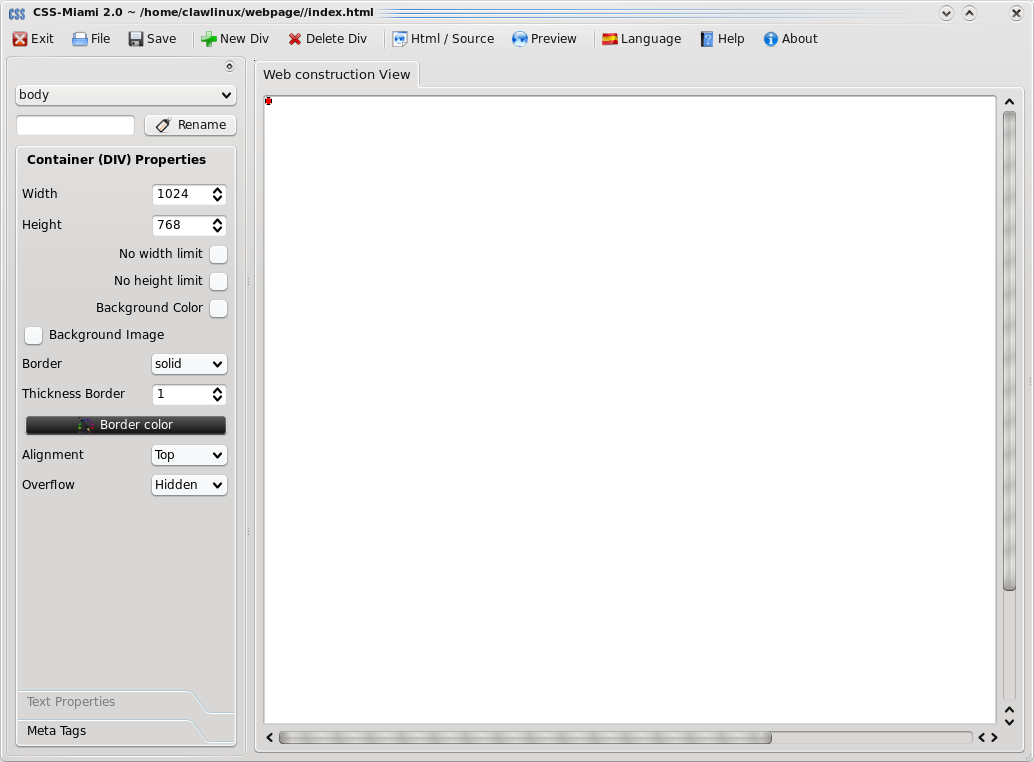 CSS CSS-Miami 2.0 ~ /home/clawlinux/webpage//index.html
Exit File Save New Div Delete Div Html / Source Preview Language Help About
Web construction View
body
Rename
Container (DIV) Properties
Width 1024
Height 768
No width limit
No height limit
Background Color
Background Image
Border solid
Thickness Border 1
Border color
Alignment Top
Overflow Hidden
Text Properties
Meta Tags